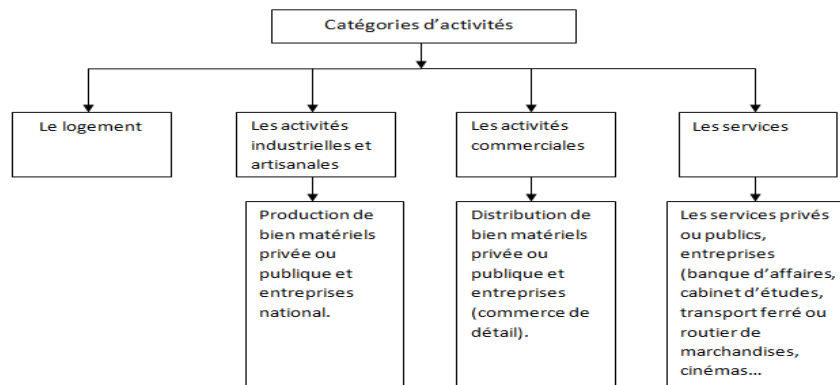 Catégories d’activités
Le logement
Les activités
industrielles et
artisanales
Les activités
commerciales
Les services
Production de
bien matériels
privée ou
publique et
entreprises
national.
Distribution de
bien matériels
privée ou
publique et
entreprises
(commerce de
détail).
Les services privés
ou publics,
entreprises
(banque d’affaires,
cabinet d’études,
transport ferré ou
routier de
marchandises,
cinémas...